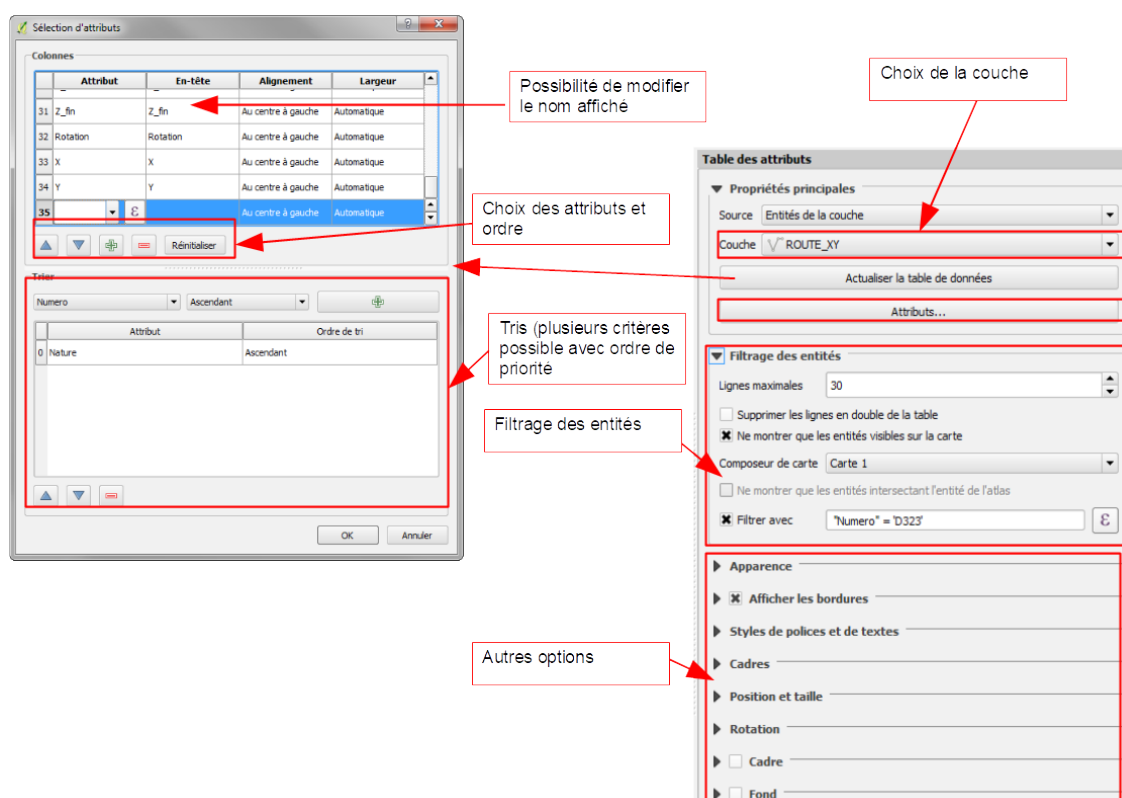 Sélection d'attributs
Colonnes
Attribut En-tête Alignement Largeur
31 Z_fin Z_fin Au centre à gauche Automatique
32 Rotation Rotation Au centre à gauche Automatique
33 X X Au centre à gauche Automatique
34 Y Y Au centre à gauche Automatique
35 ε Au centre à gauche Automatique
Réinitialiser
Trier
Numero Ascendant
Attribut Ordre de tri
0 Nature Ascendant
OK Annuler
Possibilité de modifier
le nom affiché
Choix des attributs et
ordre
Tris (plusieurs critères
possible avec ordre de
priorité
Filtrage des entités
Autres options
Choix de la couche
Table des attributs
Propriétés principales
Source Entités de la couche
Couche ROUTE_XY
Actualiser la table de données
Attributs...
Filtrage des entités
Lignes maximales 30
Supprimer les lignes en double de la table
Ne montrer que les entités visibles sur la carte
Composeur de carte Carte 1
Ne montrer que les entités intersectant l'entité de l'atlas
Filtrer avec "Numero" = 'D323' ε
Apparence
Afficher les bordures
Styles de polices et de textes
Cadres
Position et taille
Rotation
Cadre
Fond